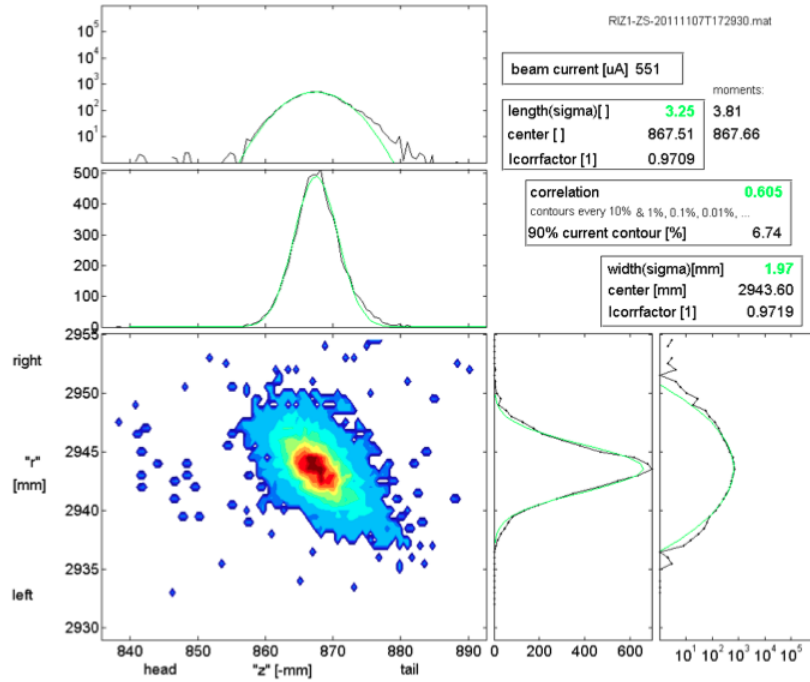 RIZ1-ZS-20111107T172930.mat
10^5
10^4
10^3
10^2
10^1
beam current [uA] 551
moments:
length(sigma)[ ] 3.25 3.81
center [ ] 867.51 867.66
Icorrfactor [1] 0.9709
500
400
300
200
100
0
correlation 0.605
contours every 10% & 1%, 0.1%, 0.01%, ...
90% current contour [%] 6.74
width(sigma)[mm] 1.97
center [mm] 2943.60
Icorrfactor [1] 0.9719
right
"r"
[mm]
left
2955
2950
2945
2940
2935
2930
840 850 860 870 880 890
head "z" [-mm] tail
0 200 400 600
10^1 10^2 10^3 10^4 10^5